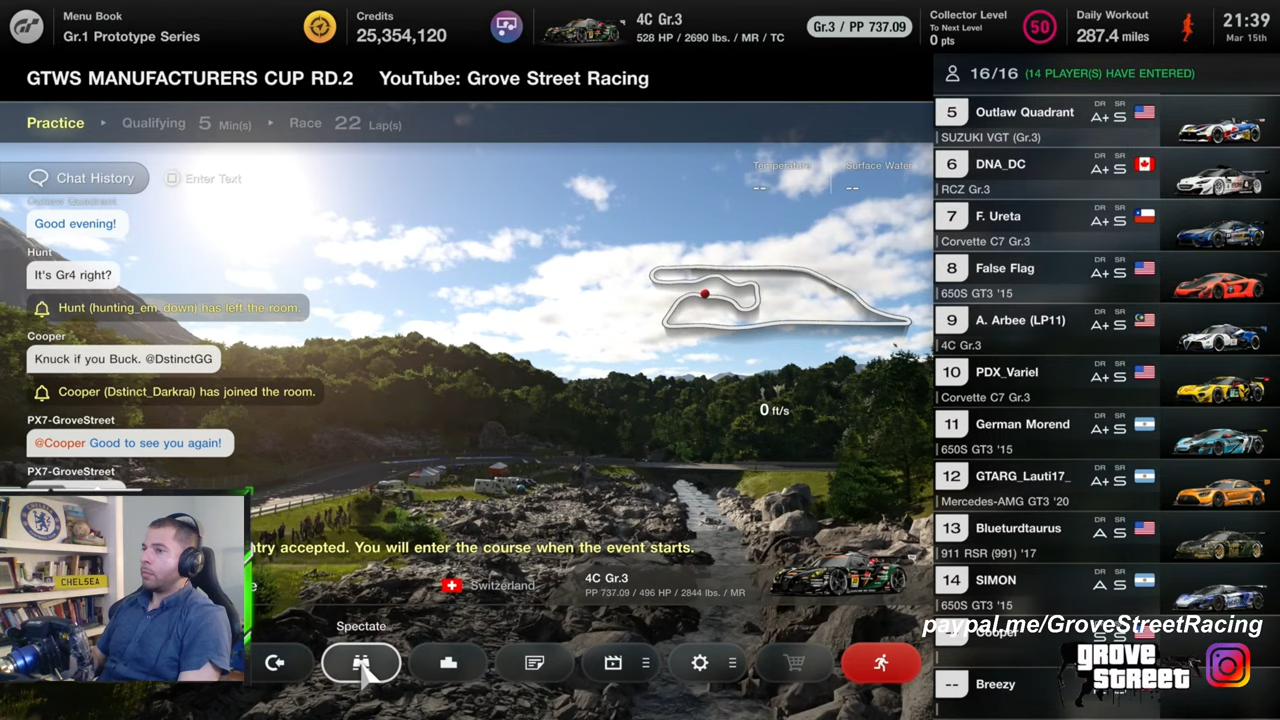 Menu Book
Gr.1 Prototype Series
Credits
25,354,120
4C Gr.3
528 HP / 2690 lbs. / MR / TC
Gr.3 / PP 737.09
Collector Level
To Next Level
0 pts
50
Daily Workout
287.4 miles
21:39
Mar 15th
GTWS MANUFACTURERS CUP RD.2 YouTube: Grove Street Racing
16/16 (14 PLAYER(S) HAVE ENTERED)
Practice ▸ Qualifying 5 Min(s) ▸ Race 22 Lap(s)
Temperature
--
Surface Water
--
Chat History
Enter Text
Outlaw Quadrant
Good evening!
Hunt
It's Gr4 right?
Hunt (hunting_em_down) has left the room.
Cooper
Knuck if you Buck. @DstinctGG
Cooper (Dstinct_Darkrai) has joined the room.
PX7-GroveStreet
@Cooper Good to see you again!
PX7-GroveStreet
0 ft/s
ntry accepted. You will enter the course when the event starts.
Switzerland
4C Gr.3
PP 737.09 / 496 HP / 2844 lbs. / MR
Spectate
CHELSEA
5 Outlaw Quadrant DR A+ SR S
SUZUKI VGT (Gr.3)
6 DNA_DC DR A+ SR S
RCZ Gr.3
7 F. Ureta DR A+ SR S
Corvette C7 Gr.3
8 False Flag DR A+ SR S
650S GT3 '15
9 A. Arbee (LP11) DR A+ SR S
4C Gr.3
10 PDX_Variel DR A+ SR S
Corvette C7 Gr.3
11 German Morend DR A+ SR S
650S GT3 '15
12 GTARG_Lauti17_ DR A+ SR S
Mercedes-AMG GT3 '20
13 Blueturdtaurus DR A SR S
911 RSR (991) '17
14 SIMON DR A SR S
650S GT3 '15
-- Cooper
paypal.me/GroveStreetRacing
grove
street
-- Breezy